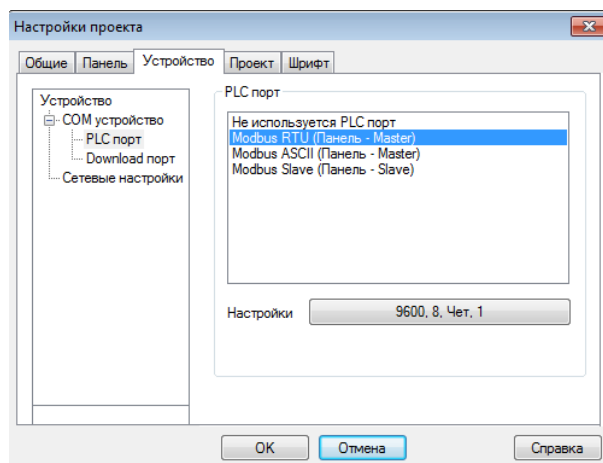 Настройки проекта
Общие Панель Устройство Проект Шрифт
Устройство
COM устройство
PLC порт
Download порт
Сетевые настройки
PLC порт
Не используется PLC порт
Modbus RTU (Панель - Master)
Modbus ASCII (Панель - Master)
Modbus Slave (Панель - Slave)
Настройки 9600, 8, Чет, 1
OK Отмена Справка